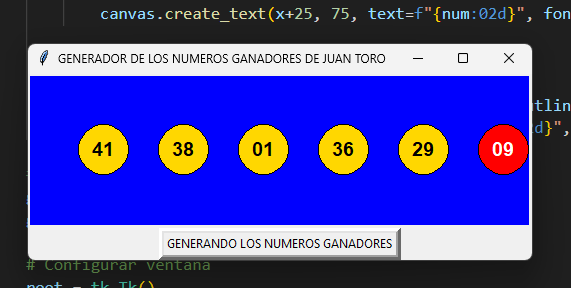 canvas.create_text(x+25, 75, text=f"{num:02d}", fon
GENERADOR DE LOS NUMEROS GANADORES DE JUAN TORO
utlin
d}",
41 38 01 36 29 09
GENERANDO LOS NUMEROS GANADORES
# Configurar ventana
root = tk.Tk()